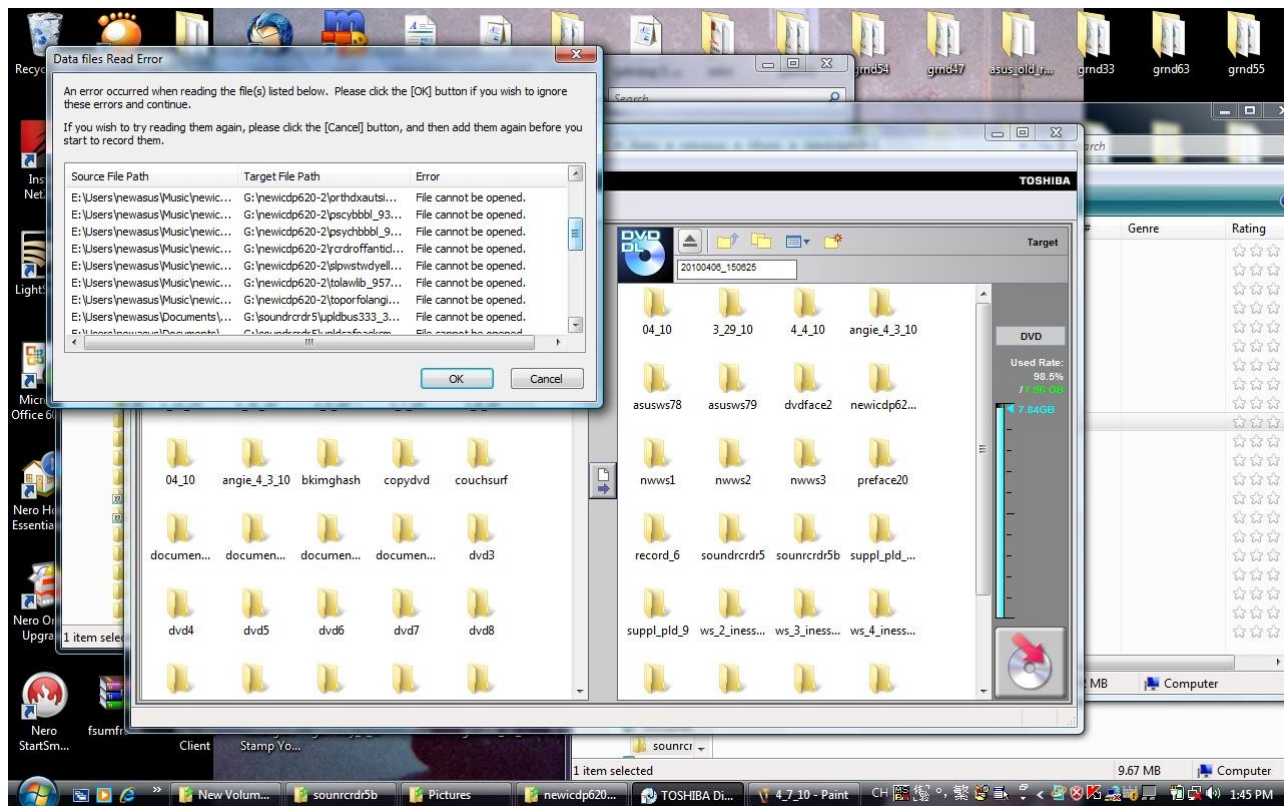 Data files Read Error
An error occurred when reading the file(s) listed below. Please click the [OK] button if you wish to ignore
these errors and continue.
If you wish to try reading them again, please click the [Cancel] button, and then add them again before you
start to record them.
Source File Path Target File Path Error
E:\Users\newasus\Music\newic... G:\newicdp620-2\orthdxautsi... File cannot be opened.
E:\Users\newasus\Music\newic... G:\newicdp620-2\pscybbbl_93... File cannot be opened.
E:\Users\newasus\Music\newic... G:\newicdp620-2\psychbbbl_9... File cannot be opened.
E:\Users\newasus\Music\newic... G:\newicdp620-2\rcrdroffantid... File cannot be opened.
E:\Users\newasus\Music\newic... G:\newicdp620-2\slpwstwdyell... File cannot be opened.
E:\Users\newasus\Music\newic... G:\newicdp620-2\tolawlib_957... File cannot be opened.
E:\Users\newasus\Music\newic... G:\newicdp620-2\toporfolangi... File cannot be opened.
E:\Users\newasus\Documents\... G:\soundrcrdr5\upldbus333_3... File cannot be opened.
OK Cancel
grnd54 grnd47 asus_old_r... grnd33 grnd63 grnd55
Search
TOSHIBA
DVD DL
Target
20100406_150625
04_10 3_29_10 4_4_10 angie_4_3_10
asusws78 asusws79 dvdface2 newicdp62...
nwws1 nwws2 nwws3 preface20
record_6 soundrcrdr5 sounrcrdr5b suppl_pld_...
suppl_pld_9 ws_2_iness... ws_3_iness... ws_4_iness...
DVD
Used Rate:
98.5%
/7.96GB
7.84GB
04_10 angie_4_3_10 bkimghash copydvd couchsurf
documen... documen... documen... documen... dvd3
dvd4 dvd5 dvd6 dvd7 dvd8
Genre Rating
MB Computer
1 item selected 9.67 MB Computer
Nero
StartSm...
Client
Stamp Yo...
New Volum... sounrcrdr5b Pictures newicdp620... TOSHIBA Di... 4_7_10 - Paint CH 1:45 PM